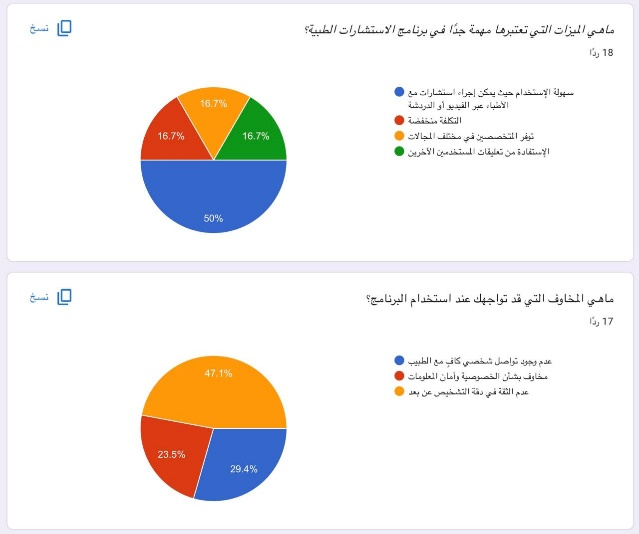 ماهي الميزات التي تعتبرها مهمة جدًا في برنامج الاستشارات الطبية؟
نسخ
18 ردًا
سهولة الإستخدام حيث يمكن إجراء استشارات مع
الأطباء عبر الفيديو أو الدردشة
التكلفة منخفضة
توفر المتخصصين في مختلف المجالات
الإستفادة من تعليقات المستخدمين الآخرين
16.7%
16.7%
16.7%
50%
ماهي المخاوف التي قد تواجهك عند استخدام البرنامج؟
نسخ
17 ردًا
عدم وجود تواصل شخصي كافٍ مع الطبيب
مخاوف بشأن الخصوصية وأمان المعلومات
عدم الثقة في دقة التشخيص عن بعد
47.1%
23.5%
29.4%